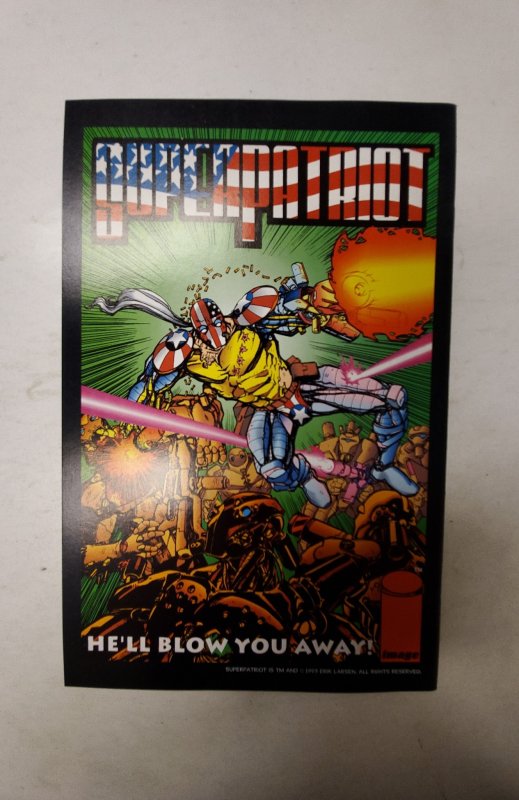 SUPERPATRIOT
HE'LL BLOW YOU AWAY!
image
SUPERPATRIOT IS TM AND ©1993 ERIK LARSEN. ALL RIGHTS RESERVED.